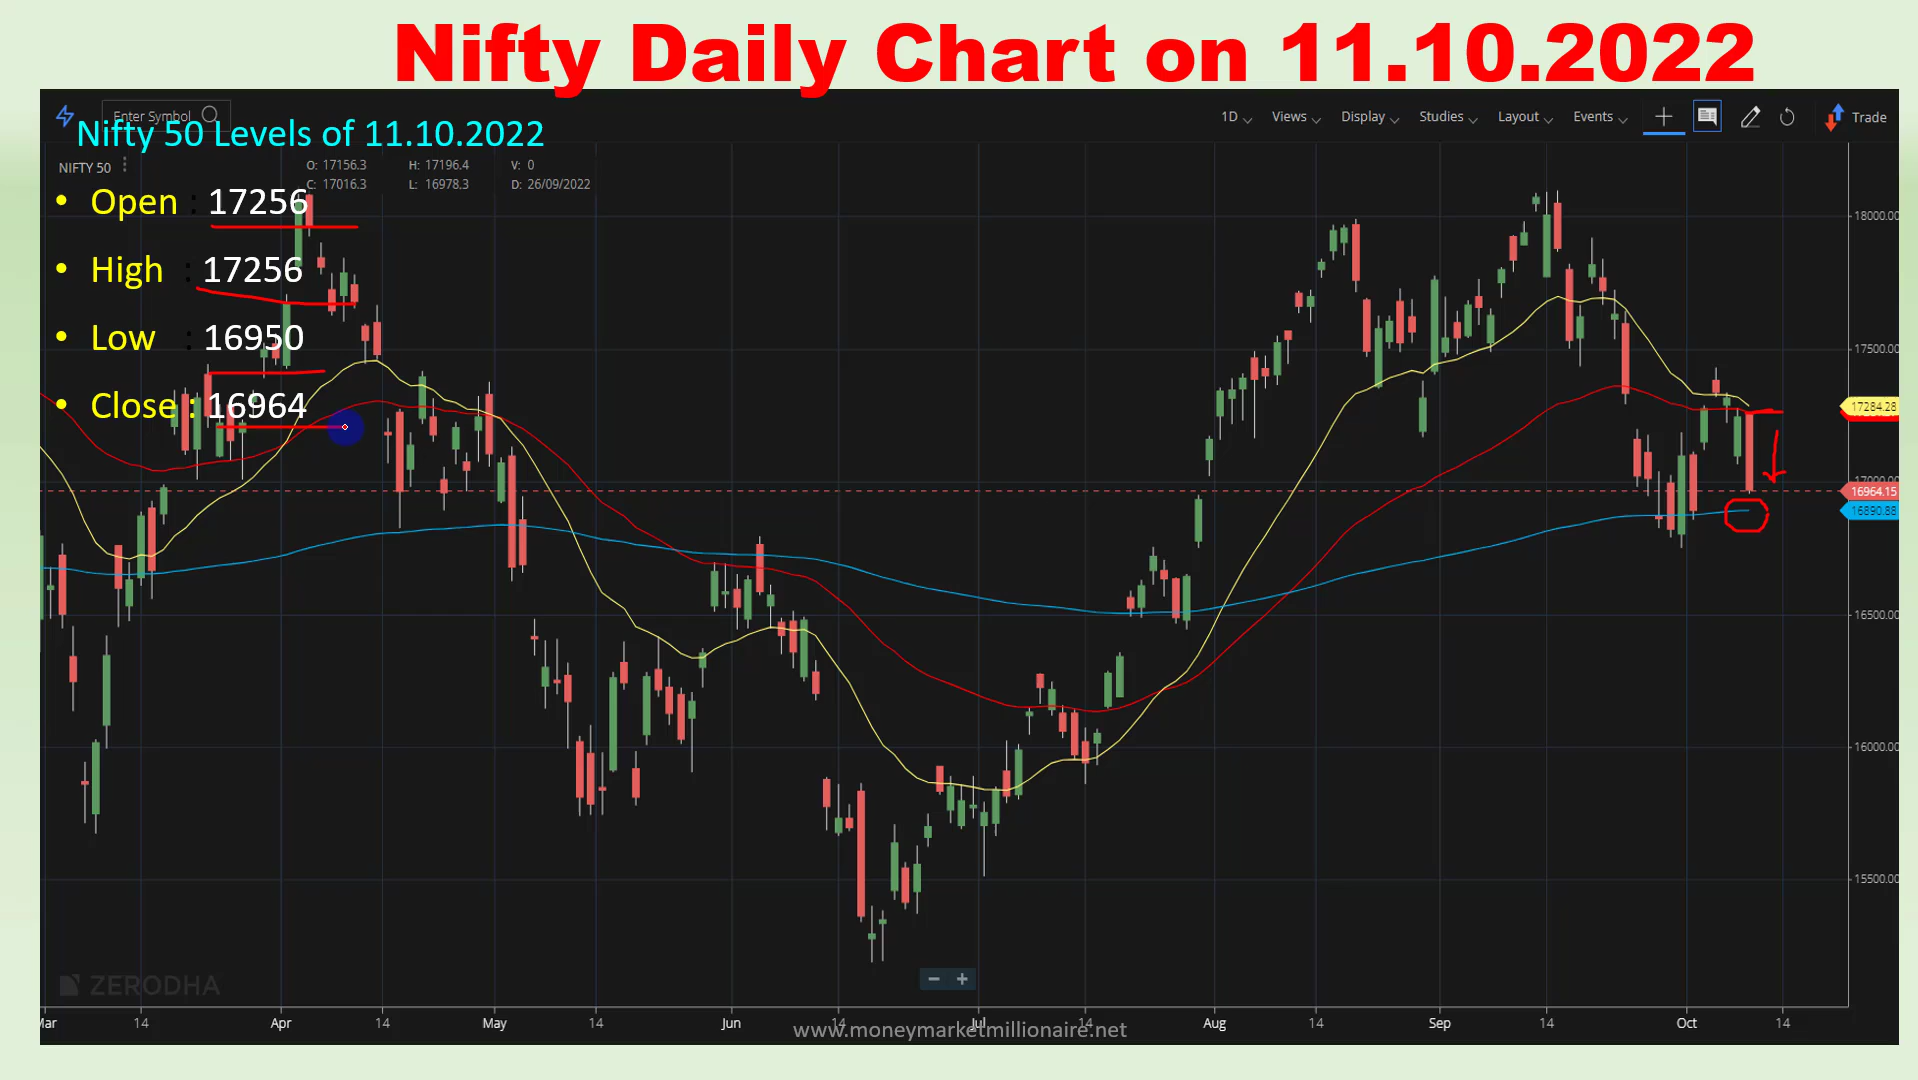 Nifty Daily Chart on 11.10.2022
Enter Symbol
1D Views Display Studies Layout Events Trade
Nifty 50 Levels of 11.10.2022
NIFTY 50
O: 17156.3 H: 17196.4 V: 0
C: 17016.3 L: 16978.3 D: 26/09/2022
• Open : 17256
• High : 17256
• Low : 16950
• Close : 16964
18000.00
17500.00
17284.28
17000.00
16964.15
16890.88
16500.00
16000.00
15500.00
ZERODHA
− +
Mar 14 Apr 14 May 14 Jun 14 Jul 14 Aug 14 Sep 14 Oct 14
www.moneymarketmillionaire.net